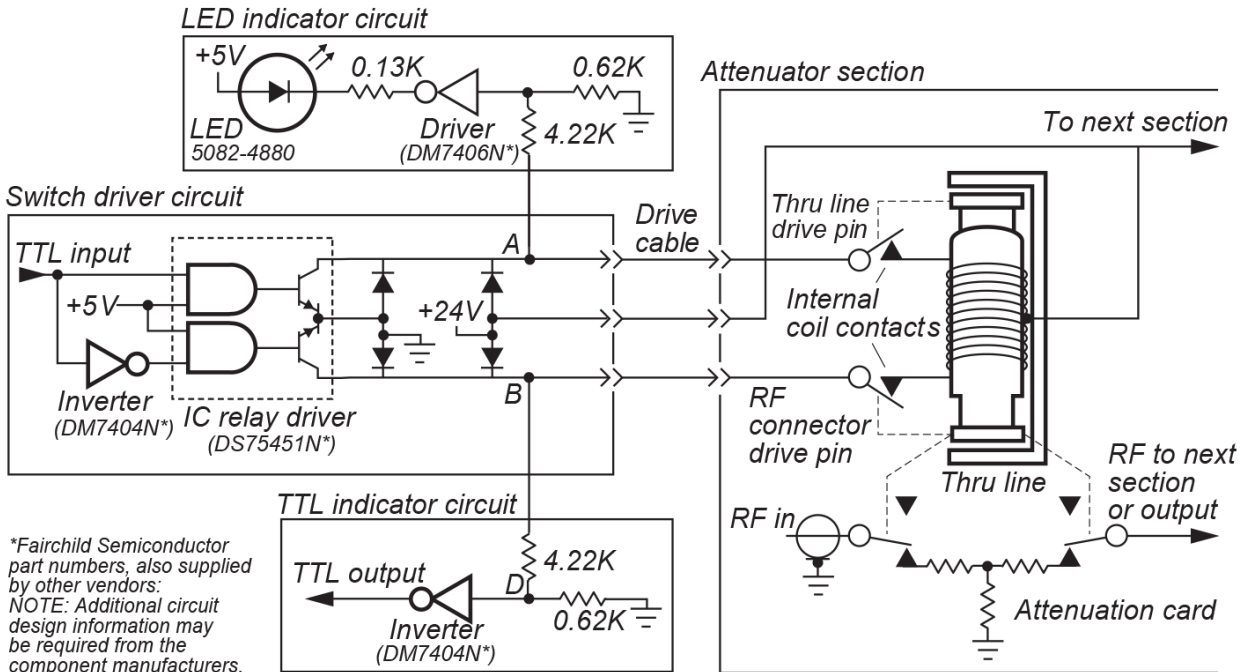 LED indicator circuit
+5V
0.13K
0.62K
LED
5082-4880
Driver
(DM7406N*)
4.22K
Attenuator section
To next section
Switch driver circuit
TTL input
+5V
Inverter
(DM7404N*)
IC relay driver
(DS75451N*)
+24V
A
B
Drive
cable
Thru line
drive pin
Internal
coil contacts
RF
connector
drive pin
Thru line
RF in
RF to next
section
or output
Attenuation card
TTL indicator circuit
TTL output
Inverter
(DM7404N*)
D
4.22K
0.62K
*Fairchild Semiconductor
part numbers, also supplied
by other vendors:
NOTE: Additional circuit
design information may
be required from the
component manufacturers.